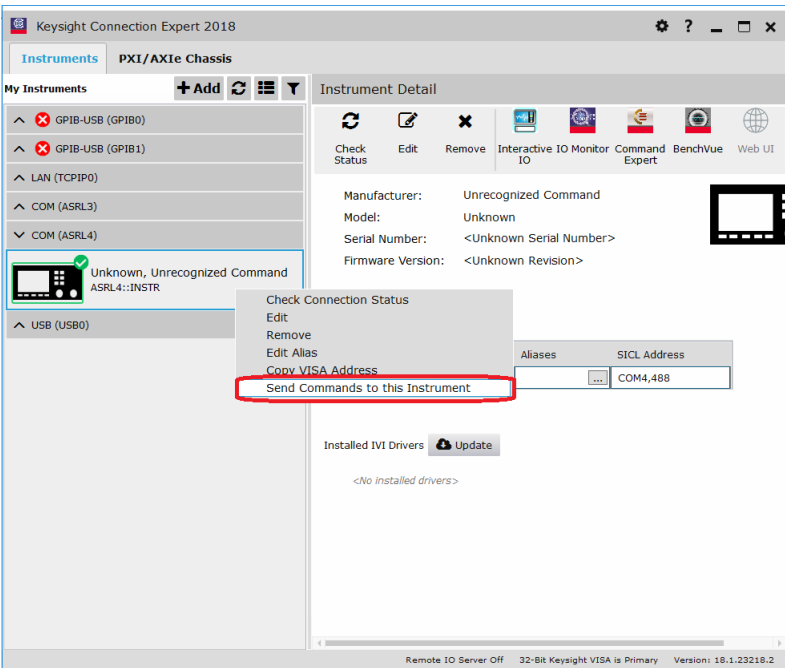 Keysight Connection Expert 2018
?
Instruments
PXI/AXIe Chassis
My Instruments
Add
Instrument Detail
GPIB-USB (GPIB0)
GPIB-USB (GPIB1)
LAN (TCPIP0)
COM (ASRL3)
COM (ASRL4)
Unknown, Unrecognized Command
ASRL4::INSTR
USB (USB0)
Check Status
Edit
Remove
Interactive IO
IO Monitor
Command Expert
BenchVue
Web UI
Manufacturer: Unrecognized Command
Model: Unknown
Serial Number: <Unknown Serial Number>
Firmware Version: <Unknown Revision>
Check Connection Status
Edit
Remove
Edit Alias
Copy VISA Address
Send Commands to this Instrument
Aliases
SICL Address
...
COM4,488
Installed IVI Drivers
Update
<No installed drivers>
Remote IO Server Off
32-Bit Keysight VISA is Primary
Version: 18.1.23218.2